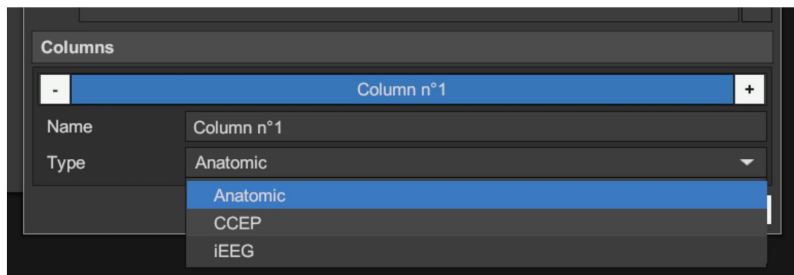 Columns
- Column n°1 +
Name Column n°1
Type Anatomic
Anatomic
CCEP
iEEG